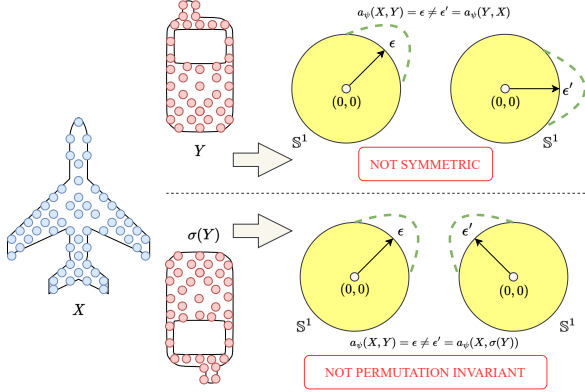 a_ψ(X, Y) = ϵ ≠ ϵ′ = a_ψ(Y, X)
ϵ
(0, 0)
𝕊¹
ϵ′
(0, 0)
𝕊¹
Y
NOT SYMMETRIC
X
σ(Y)
ϵ
(0, 0)
𝕊¹
ϵ′
(0, 0)
𝕊¹
a_ψ(X, Y) = ϵ ≠ ϵ′ = a_ψ(X, σ(Y))
NOT PERMUTATION INVARIANT